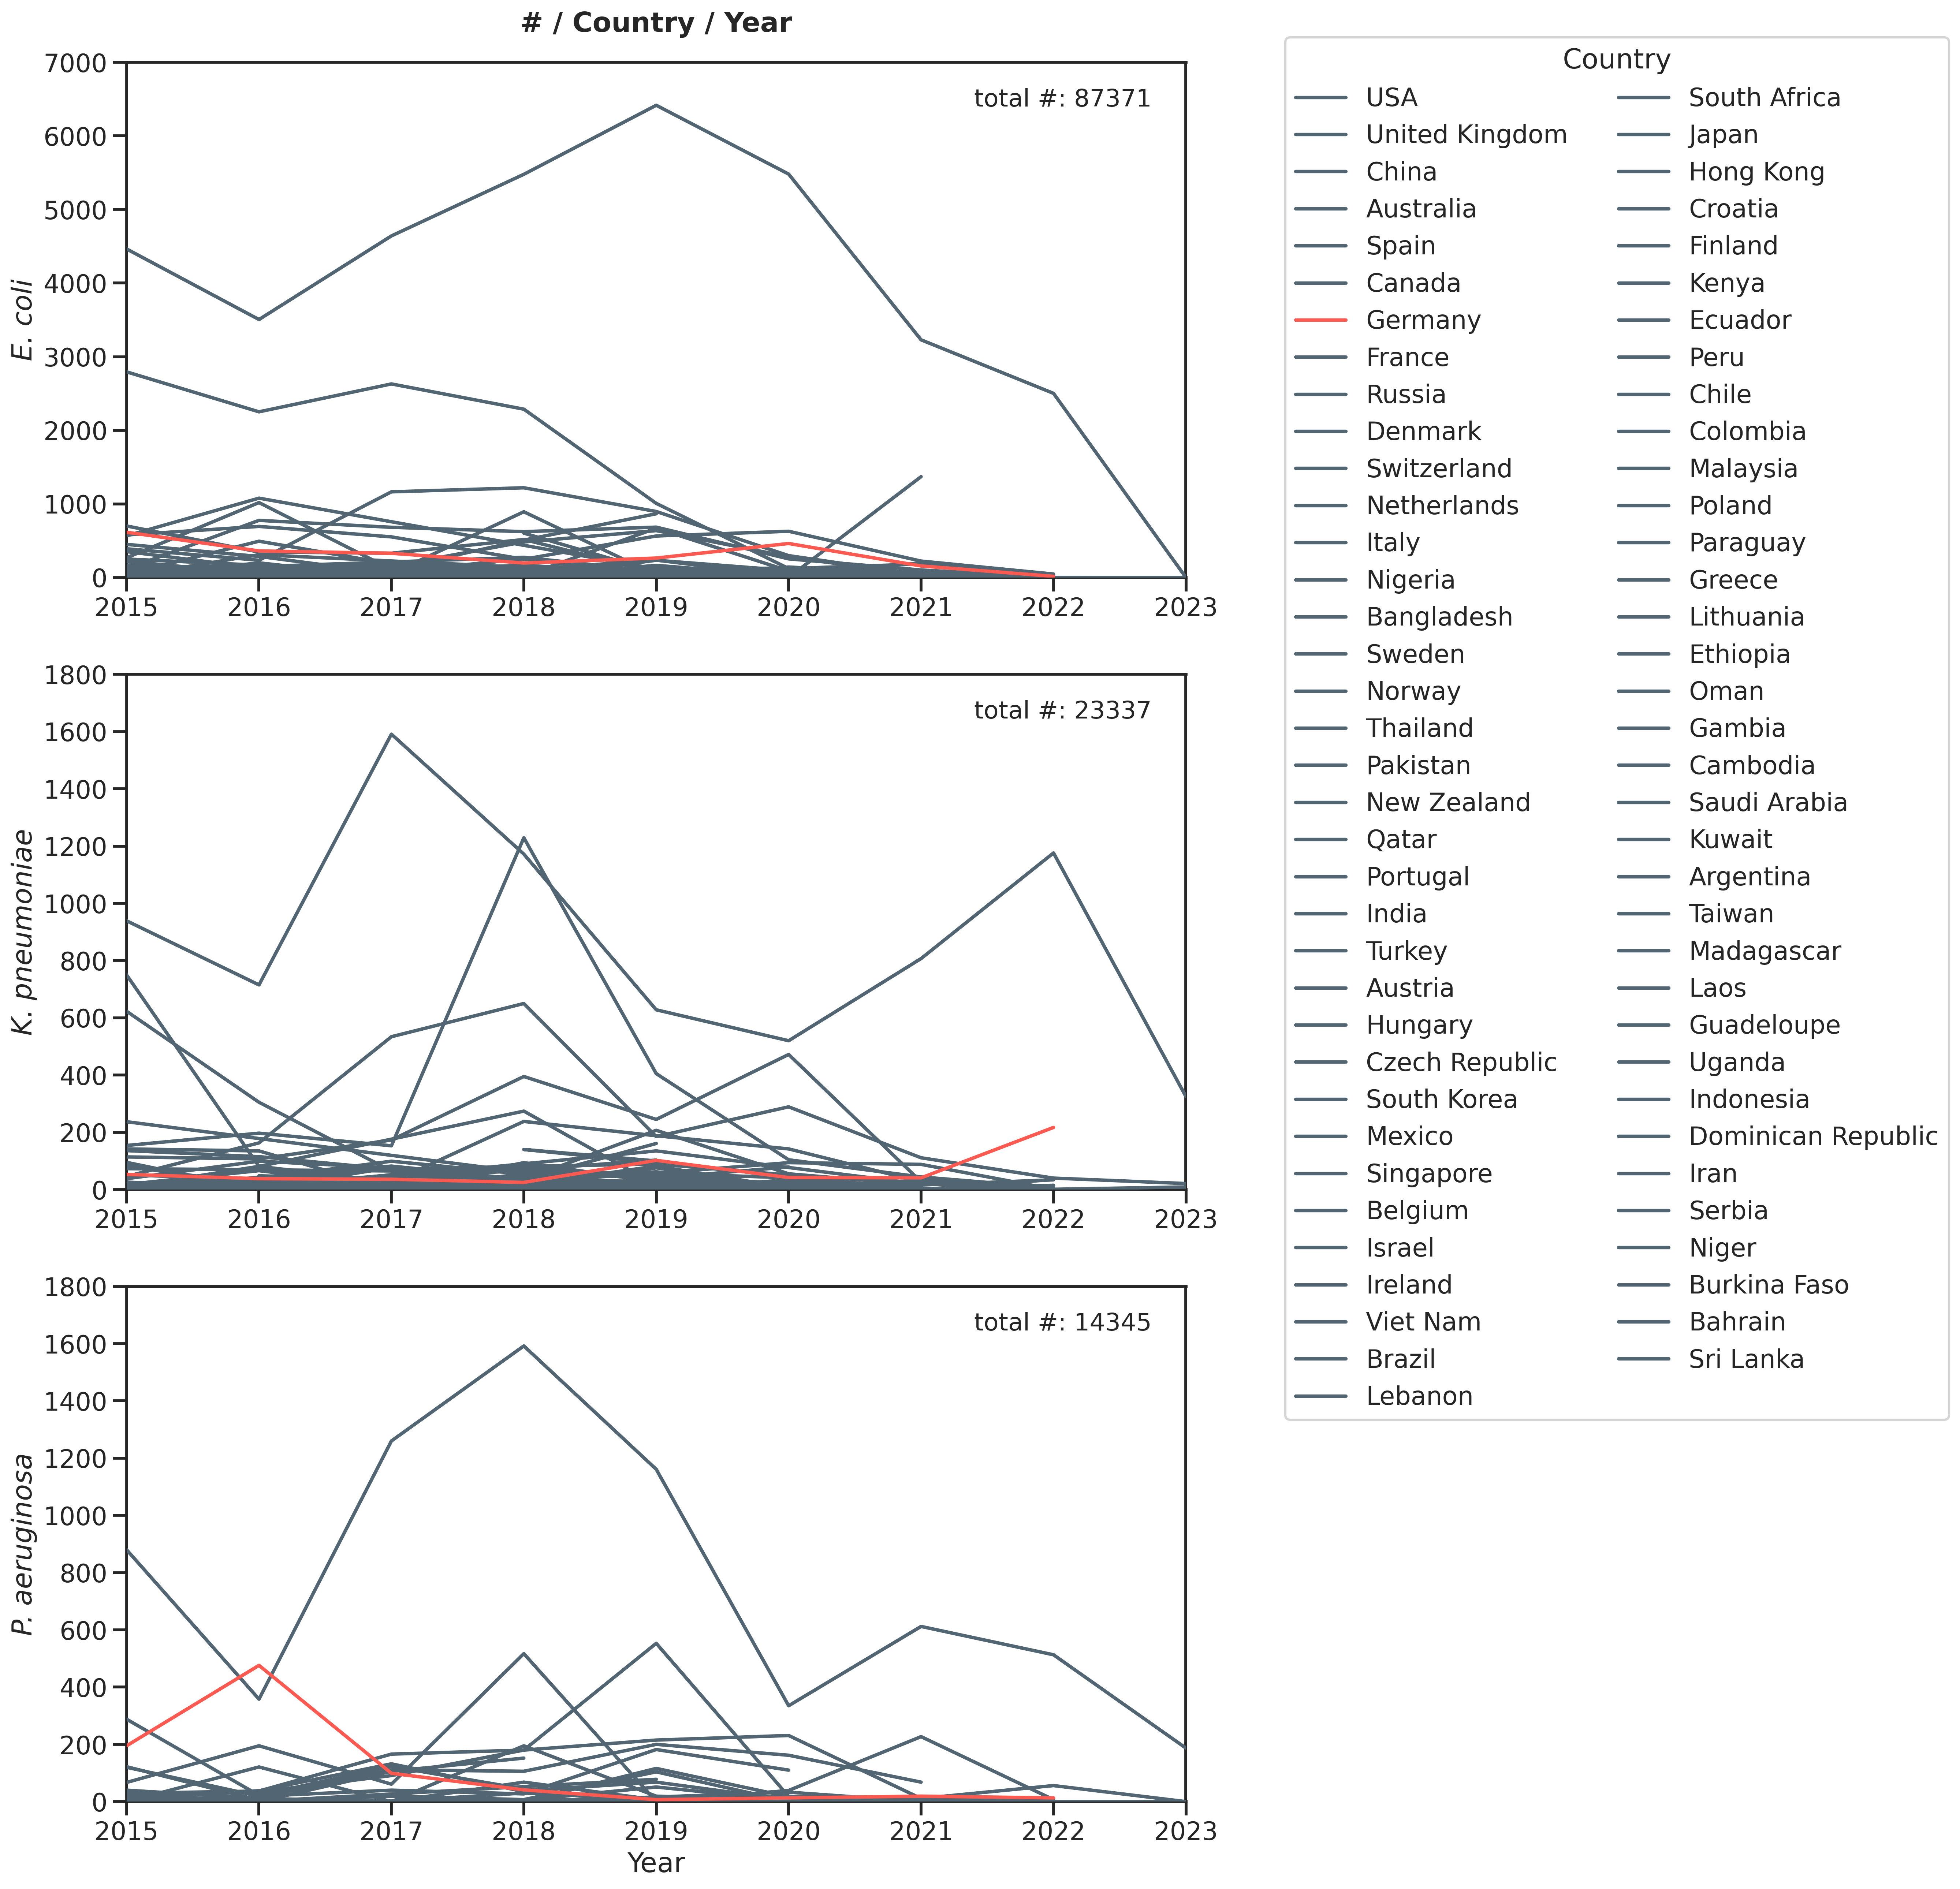 # / Country / Year
7000
6000
5000
4000
3000
2000
1000
0
E. coli
total #: 87371
2015 2016 2017 2018 2019 2020 2021 2022 2023
1800
1600
1400
1200
1000
800
600
400
200
0
K. pneumoniae
total #: 23337
2015 2016 2017 2018 2019 2020 2021 2022 2023
1800
1600
1400
1200
1000
800
600
400
200
0
P. aeruginosa
total #: 14345
2015 2016 2017 2018 2019 2020 2021 2022 2023
Year
Country
USA
United Kingdom
China
Australia
Spain
Canada
Germany
France
Russia
Denmark
Switzerland
Netherlands
Italy
Nigeria
Bangladesh
Sweden
Norway
Thailand
Pakistan
New Zealand
Qatar
Portugal
India
Turkey
Austria
Hungary
Czech Republic
South Korea
Mexico
Singapore
Belgium
Israel
Ireland
Viet Nam
Brazil
Lebanon
South Africa
Japan
Hong Kong
Croatia
Finland
Kenya
Ecuador
Peru
Chile
Colombia
Malaysia
Poland
Paraguay
Greece
Lithuania
Ethiopia
Oman
Gambia
Cambodia
Saudi Arabia
Kuwait
Argentina
Taiwan
Madagascar
Laos
Guadeloupe
Uganda
Indonesia
Dominican Republic
Iran
Serbia
Niger
Burkina Faso
Bahrain
Sri Lanka